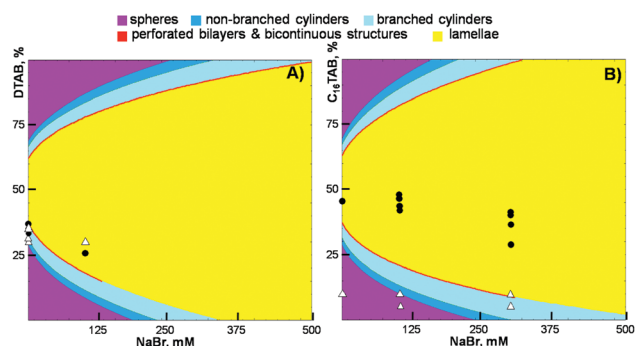 spheres non-branched cylinders branched cylinders
perforated bilayers & bicontinuous structures lamellae
A)
DTAB, %
75
50
25
125 250 375 500
NaBr, mM
B)
C₁₆TAB, %
75
50
25
125 250 375 500
NaBr, mM